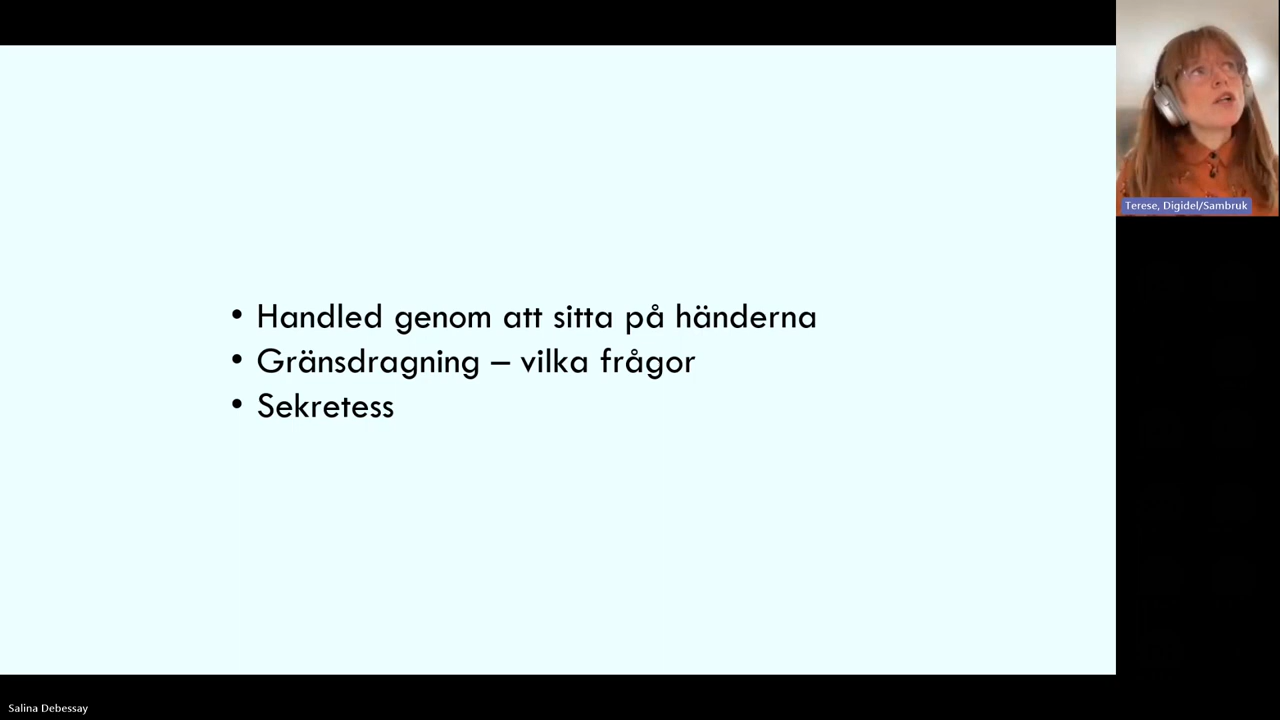 • Handled genom att sitta på händerna
• Gränsdragning – vilka frågor
• Sekretess
Terese, Digidel/Sambruk
Salina Debessay